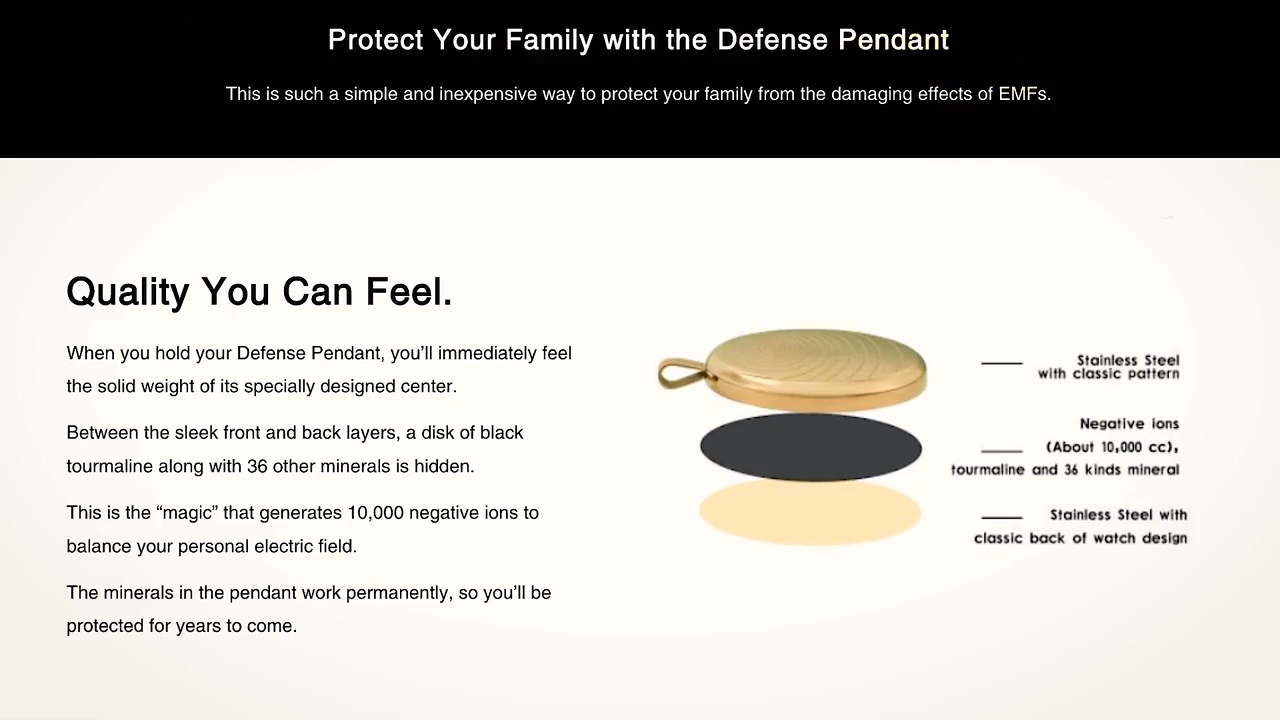 Protect Your Family with the Defense Pendant
This is such a simple and inexpensive way to protect your family from the damaging effects of EMFs.
Quality You Can Feel.
When you hold your Defense Pendant, you’ll immediately feel
the solid weight of its specially designed center.
Between the sleek front and back layers, a disk of black
tourmaline along with 36 other minerals is hidden.
This is the “magic” that generates 10,000 negative ions to
balance your personal electric field.
The minerals in the pendant work permanently, so you’ll be
protected for years to come.
Stainless Steel
with classic pattern
Negative ions
(About 10,000 cc),
tourmaline and 36 kinds mineral
Stainless Steel with
classic back of watch design